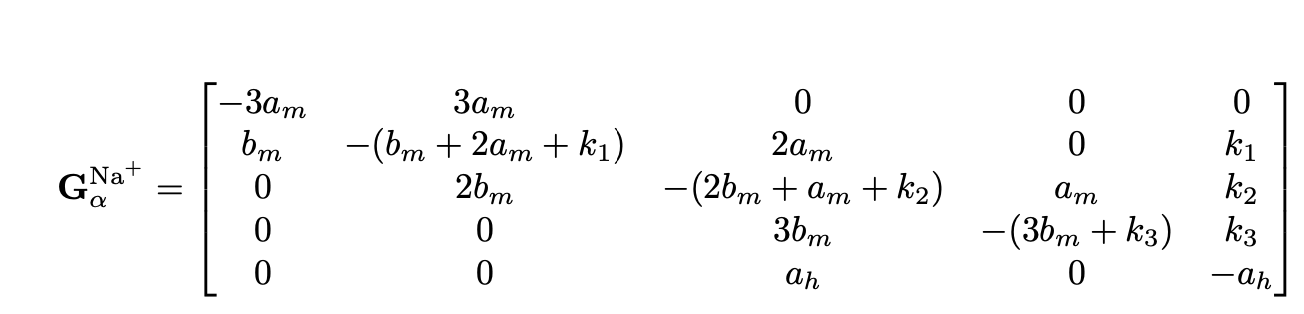 G_α^{Na^+} = [ −3a_m 3a_m 0 0 0
b_m −(b_m + 2a_m + k_1) 2a_m 0 k_1
0 2b_m −(2b_m + a_m + k_2) a_m k_2
0 0 3b_m −(3b_m + k_3) k_3
0 0 a_h 0 −a_h ]